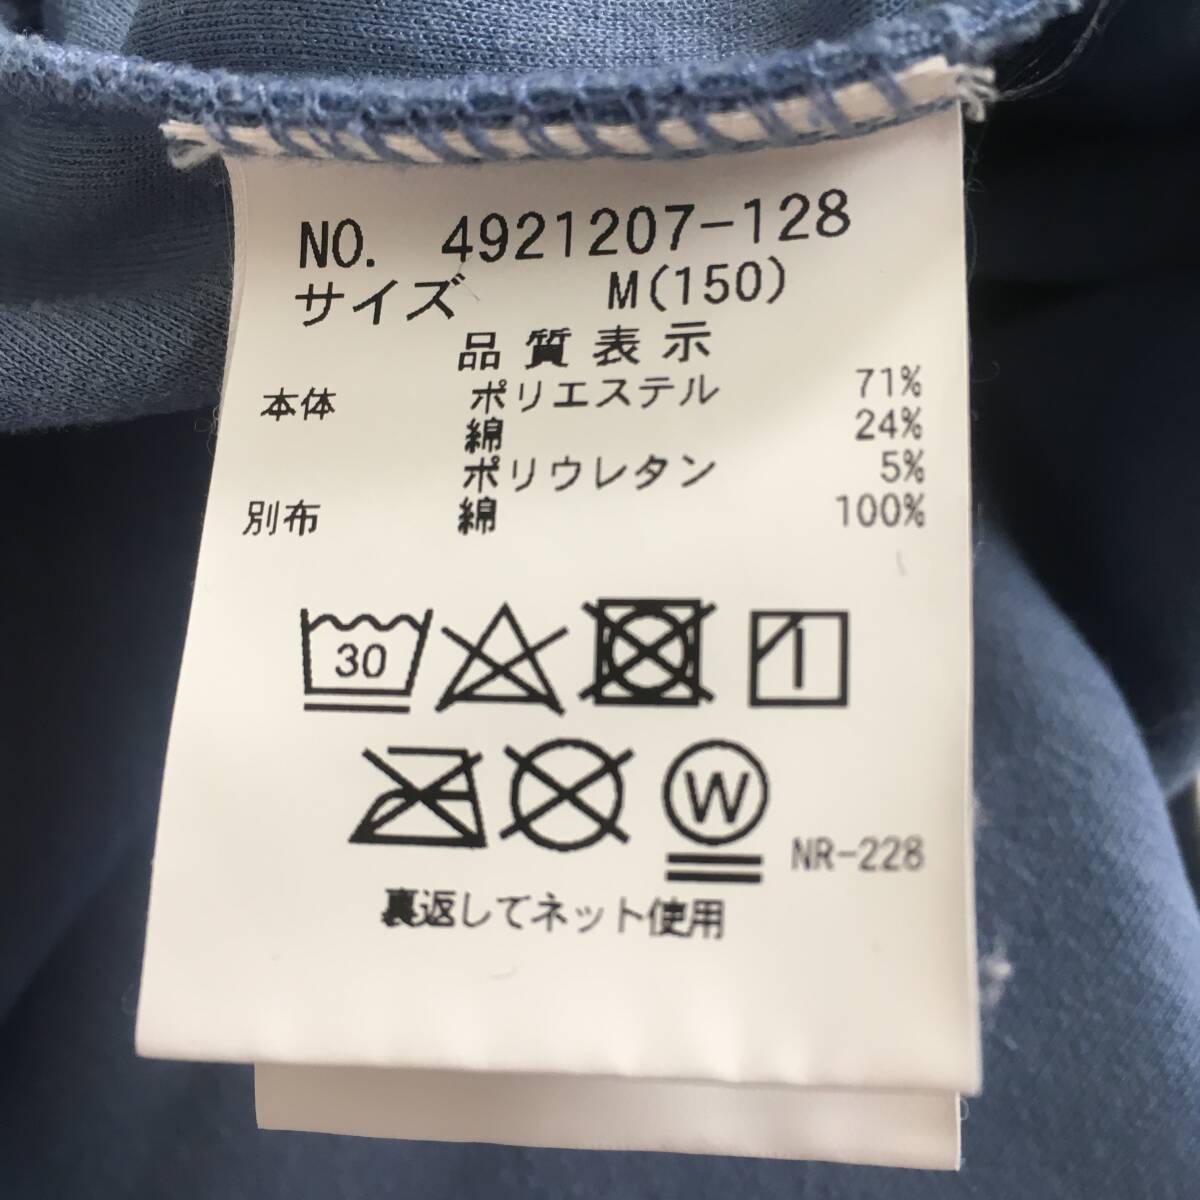 NO. 4921207-128
サイズ M(150)
品質表示
本体 ポリエステル 71%
綿 24%
ポリウレタン 5%
別布 綿 100%
30
W
NR-228
裏返してネット使用